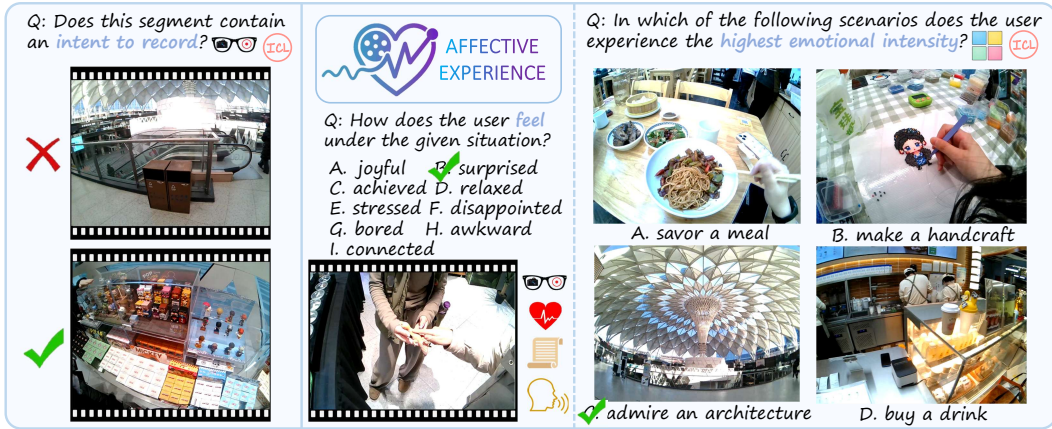 Q: Does this segment contain
an intent to record?
ICL
AFFECTIVE
EXPERIENCE
Q: How does the user feel
under the given situation?
A. joyful B. surprised
C. achieved D. relaxed
E. stressed F. disappointed
G. bored H. awkward
I. connected
Q: In which of the following scenarios does the user
experience the highest emotional intensity?
ICL
A. savor a meal
B. make a handcraft
C. admire an architecture
D. buy a drink